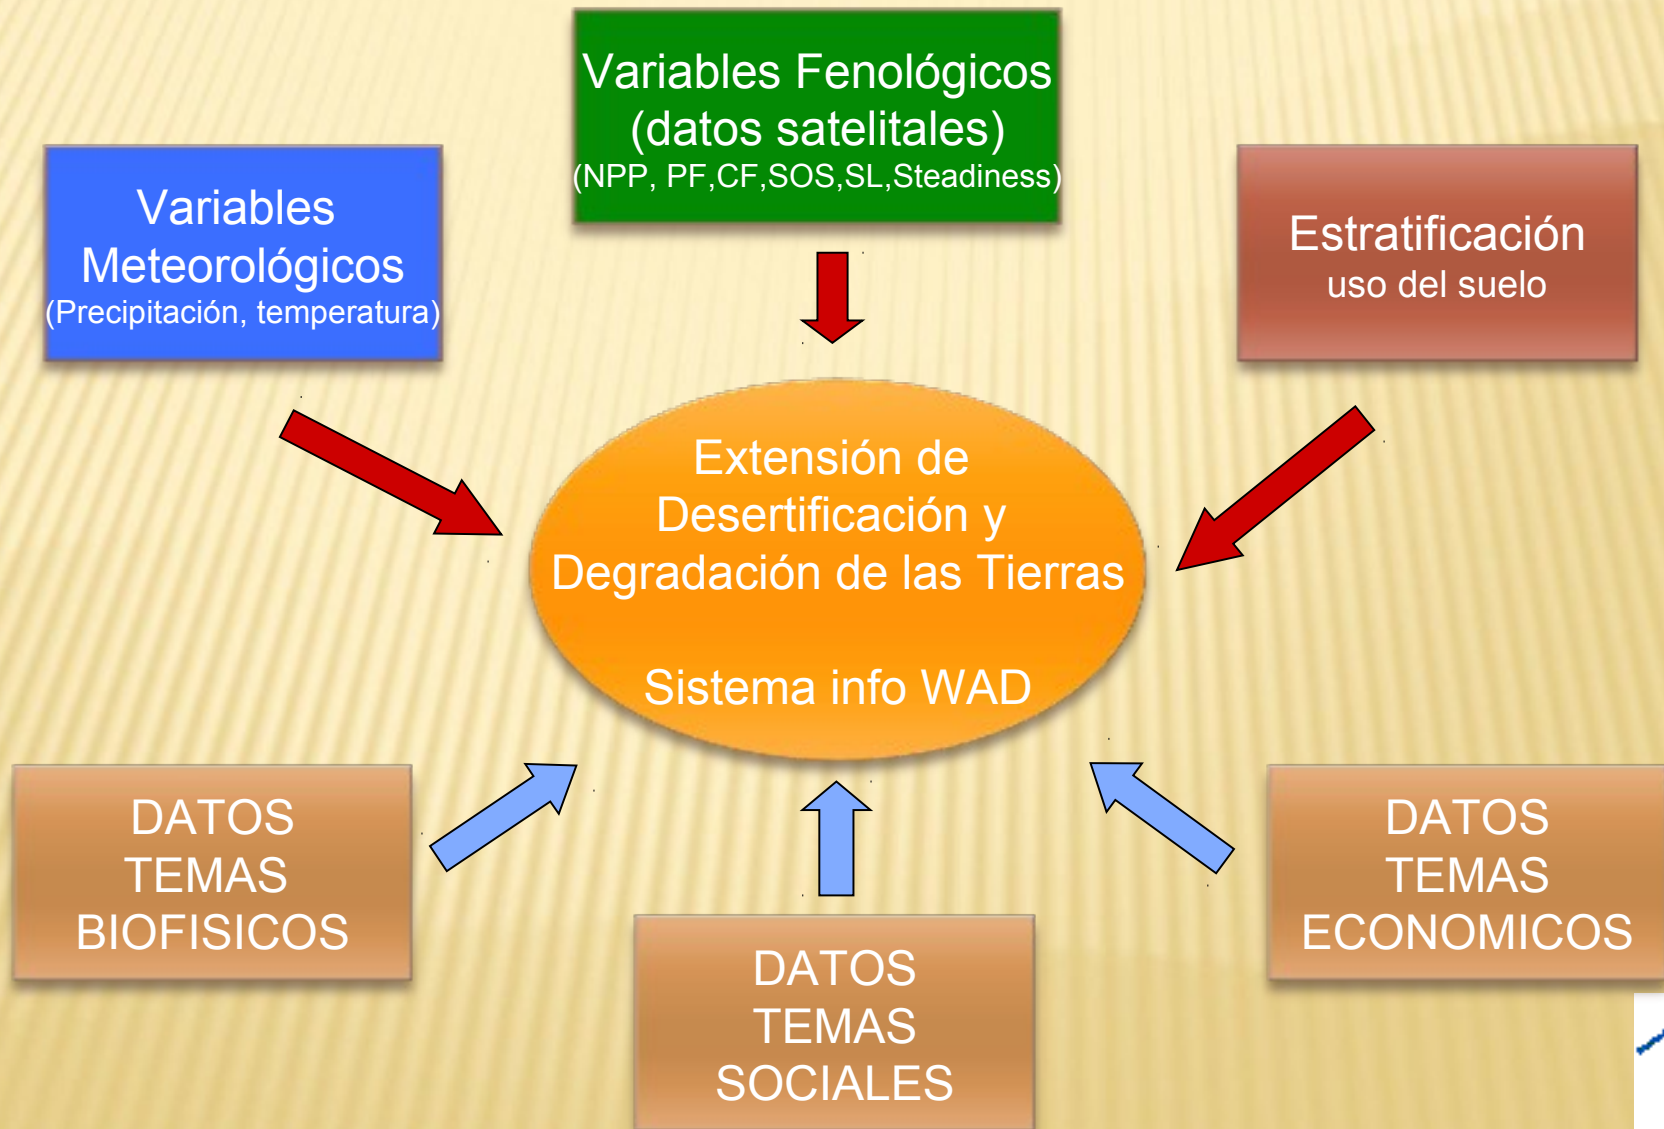 Variables Fenológicos
(datos satelitales)
(NPP, PF,CF,SOS,SL,Steadiness)
Variables
Meteorológicos
(Precipitación, temperatura)
Estratificación
uso del suelo
Extensión de
Desertificación y
Degradación de las Tierras
Sistema info WAD
DATOS
TEMAS
BIOFISICOS
DATOS
TEMAS
SOCIALES
DATOS
TEMAS
ECONOMICOS